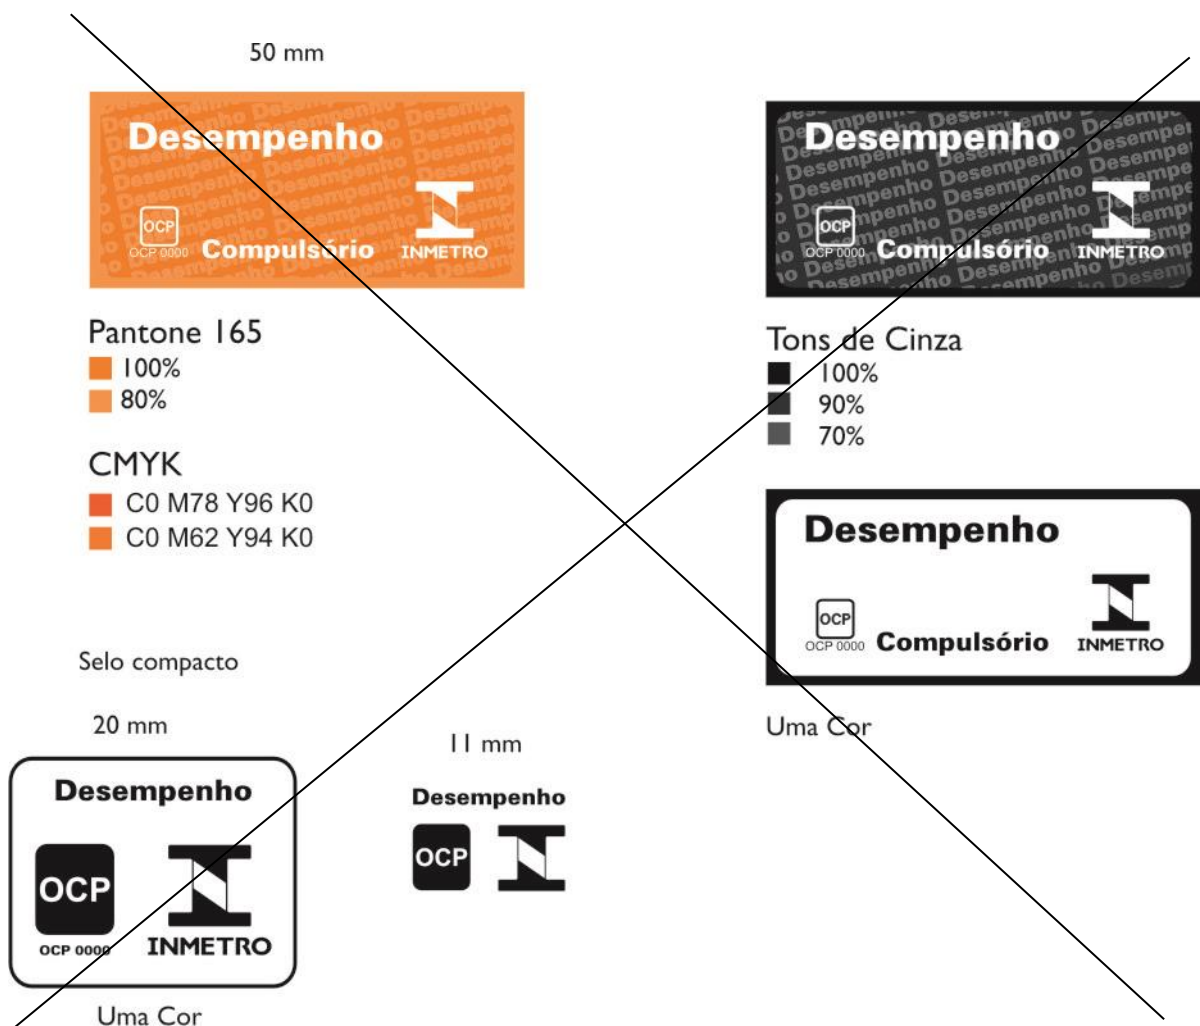 50 mm
Desempenho
OCP
OCP 0000
Compulsório
INMETRO
Pantone 165
100%
80%
CMYK
C0 M78 Y96 K0
C0 M62 Y94 K0
Desempenho
OCP
OCP 0000
Compulsório
INMETRO
Tons de Cinza
100%
90%
70%
Desempenho
OCP
OCP 0000
Compulsório
INMETRO
Uma Cor
Selo compacto
20 mm
Desempenho
OCP
OCP 0000
INMETRO
Uma Cor
11 mm
Desempenho
OCP